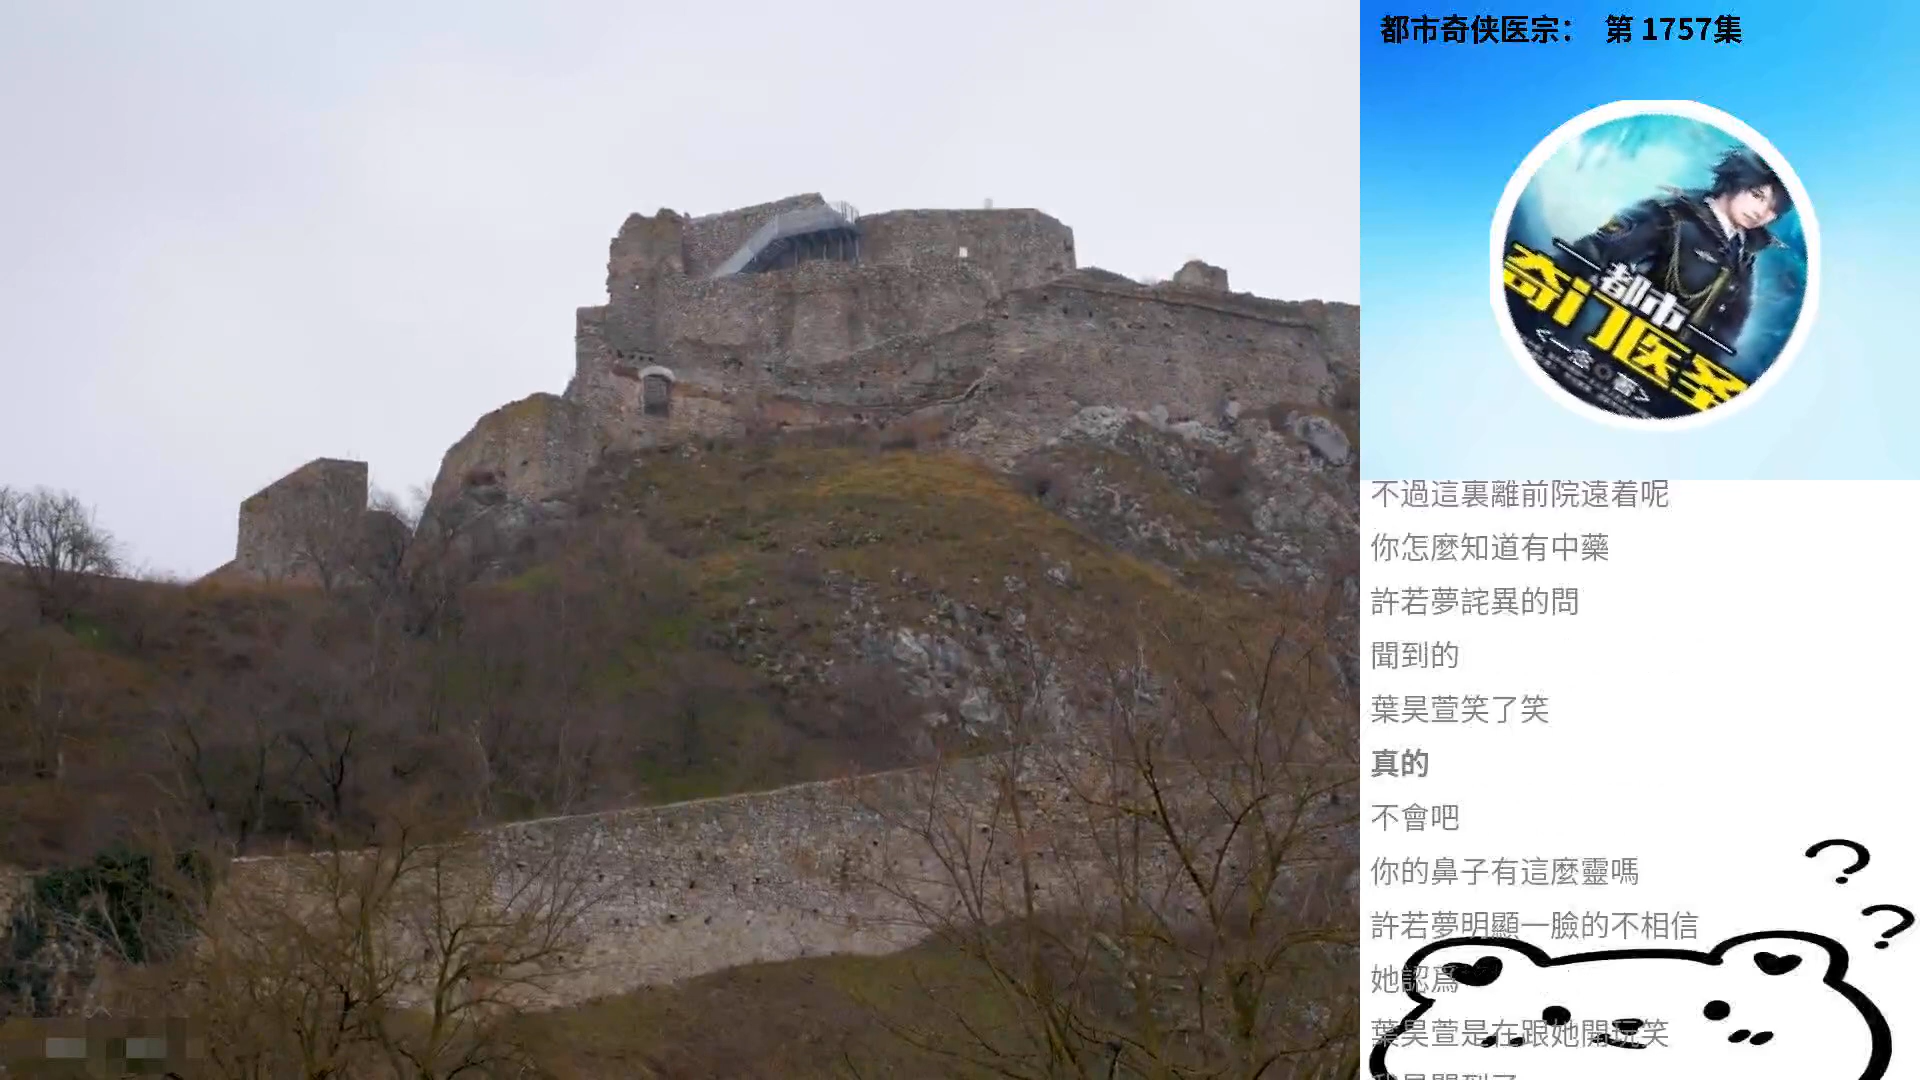 都市奇侠医宗： 第 1757集
都市
奇门医圣
不過這裏離前院遠着呢
你怎麼知道有中藥
許若夢詫異的問
聞到的
葉昊萱笑了笑
真的
不會吧
你的鼻子有這麼靈嗎
許若夢明顯一臉的不相信
她認爲
葉昊萱是在跟她開玩笑